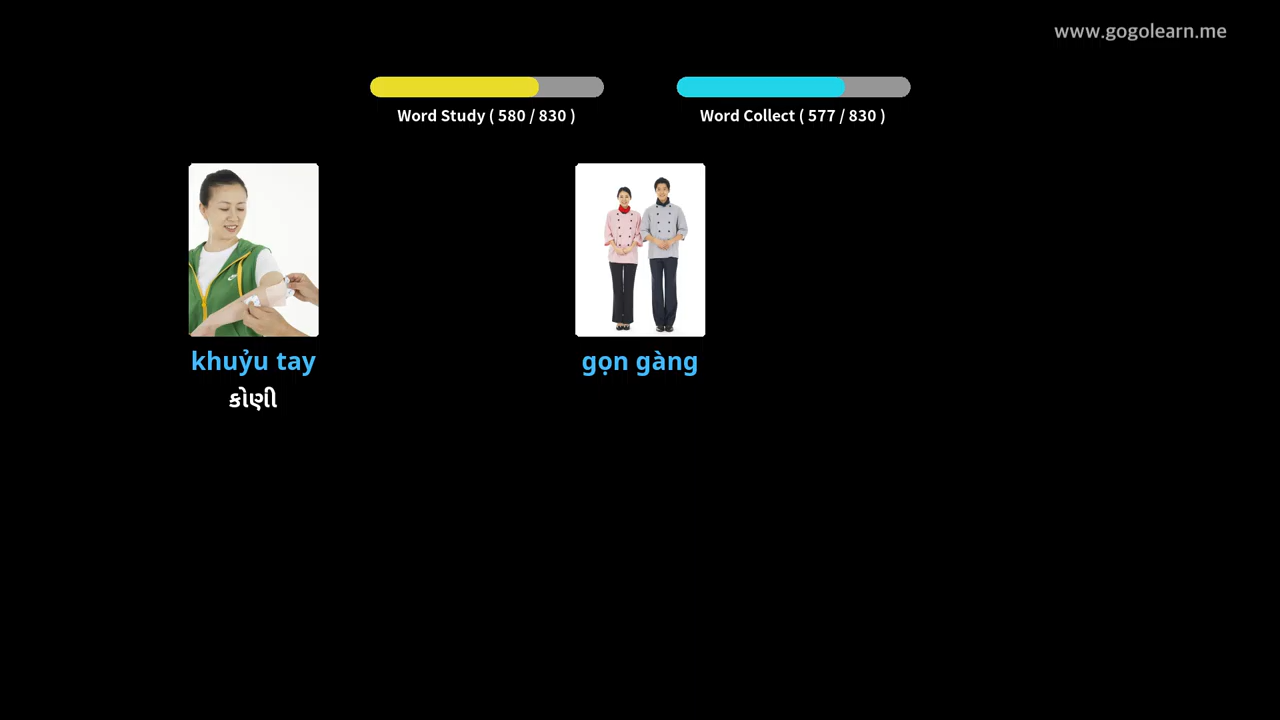 www.gogolearn.me
Word Study ( 580 / 830 )
Word Collect ( 577 / 830 )
khuỷu tay
gọn gàng
કોણી